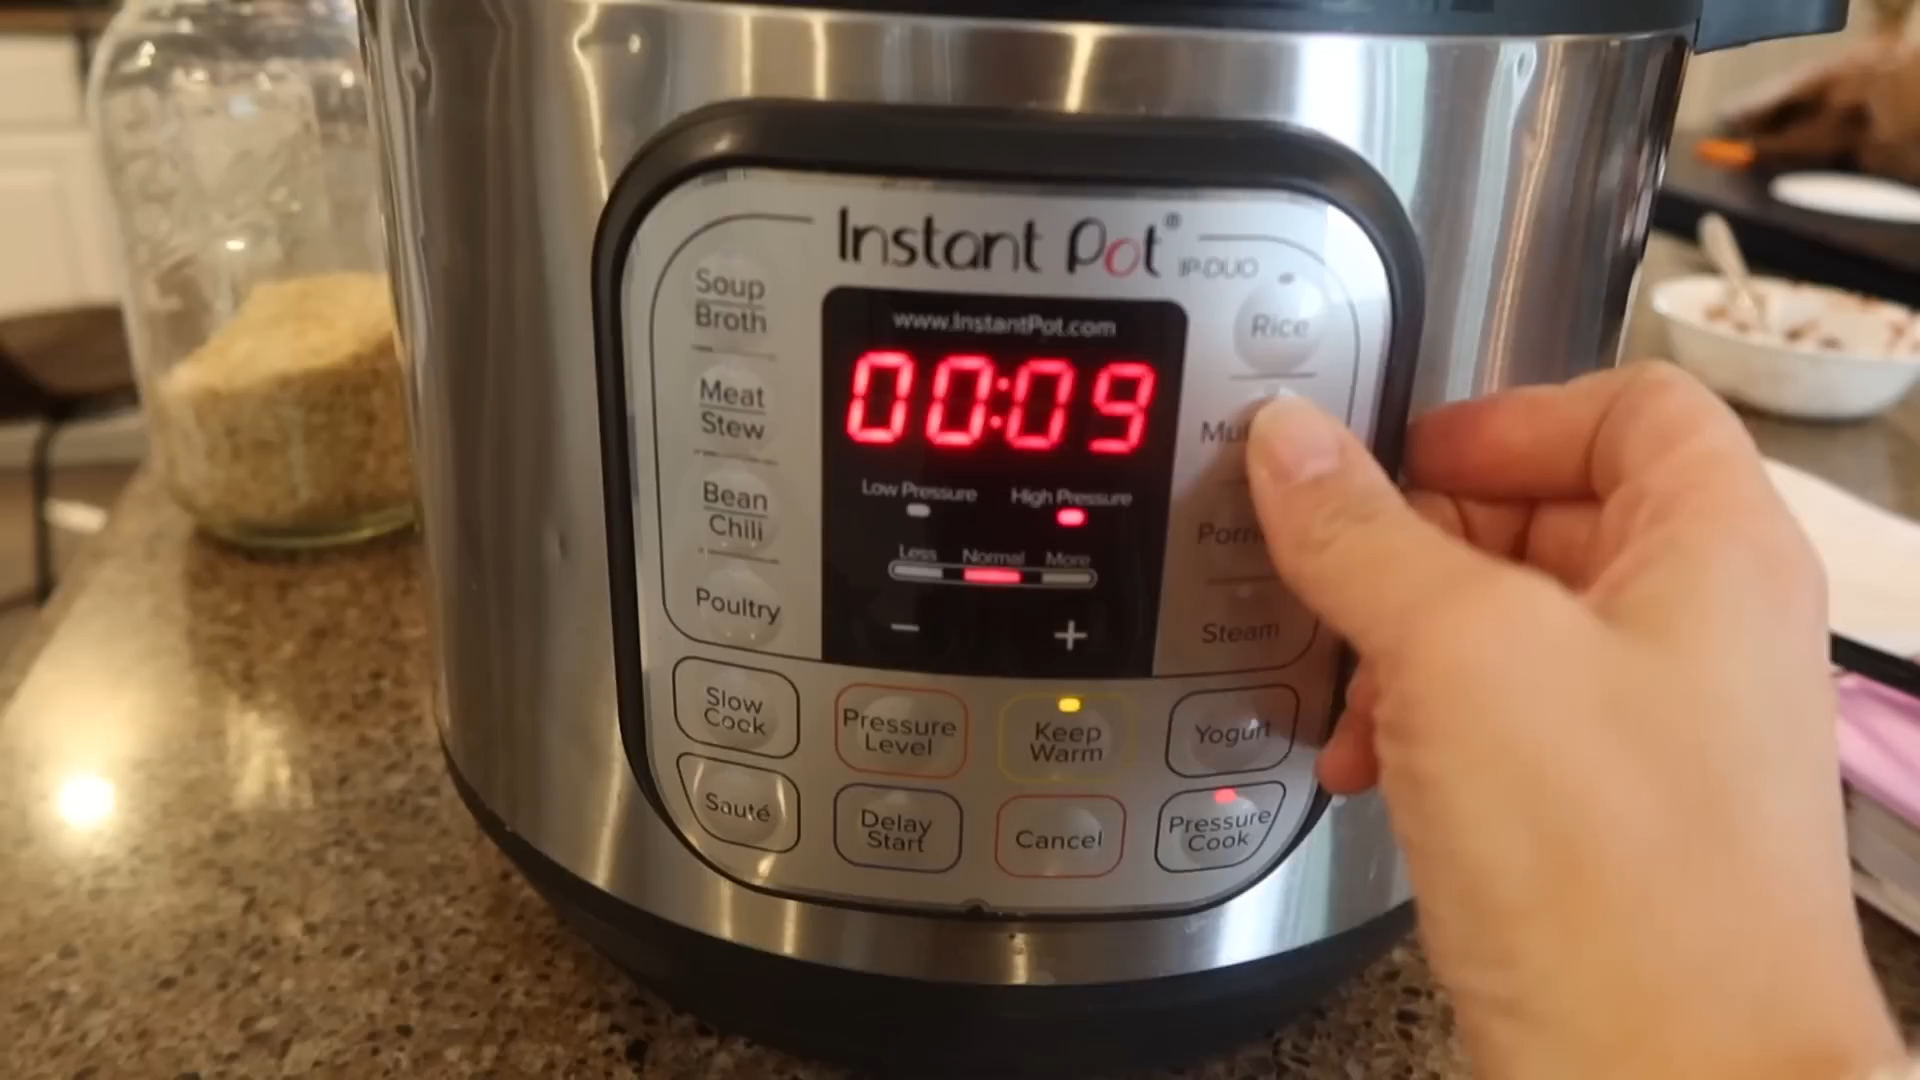 Instant Pot®
IP-DUO
www.InstantPot.com
00:09
Low Pressure
High Pressure
Less
Normal
More
−
+
Soup
Broth
Meat
Stew
Bean
Chili
Poultry
Rice
Steam
Slow
Cook
Pressure
Level
Keep
Warm
Yogurt
Sauté
Delay
Start
Cancel
Pressure
Cook